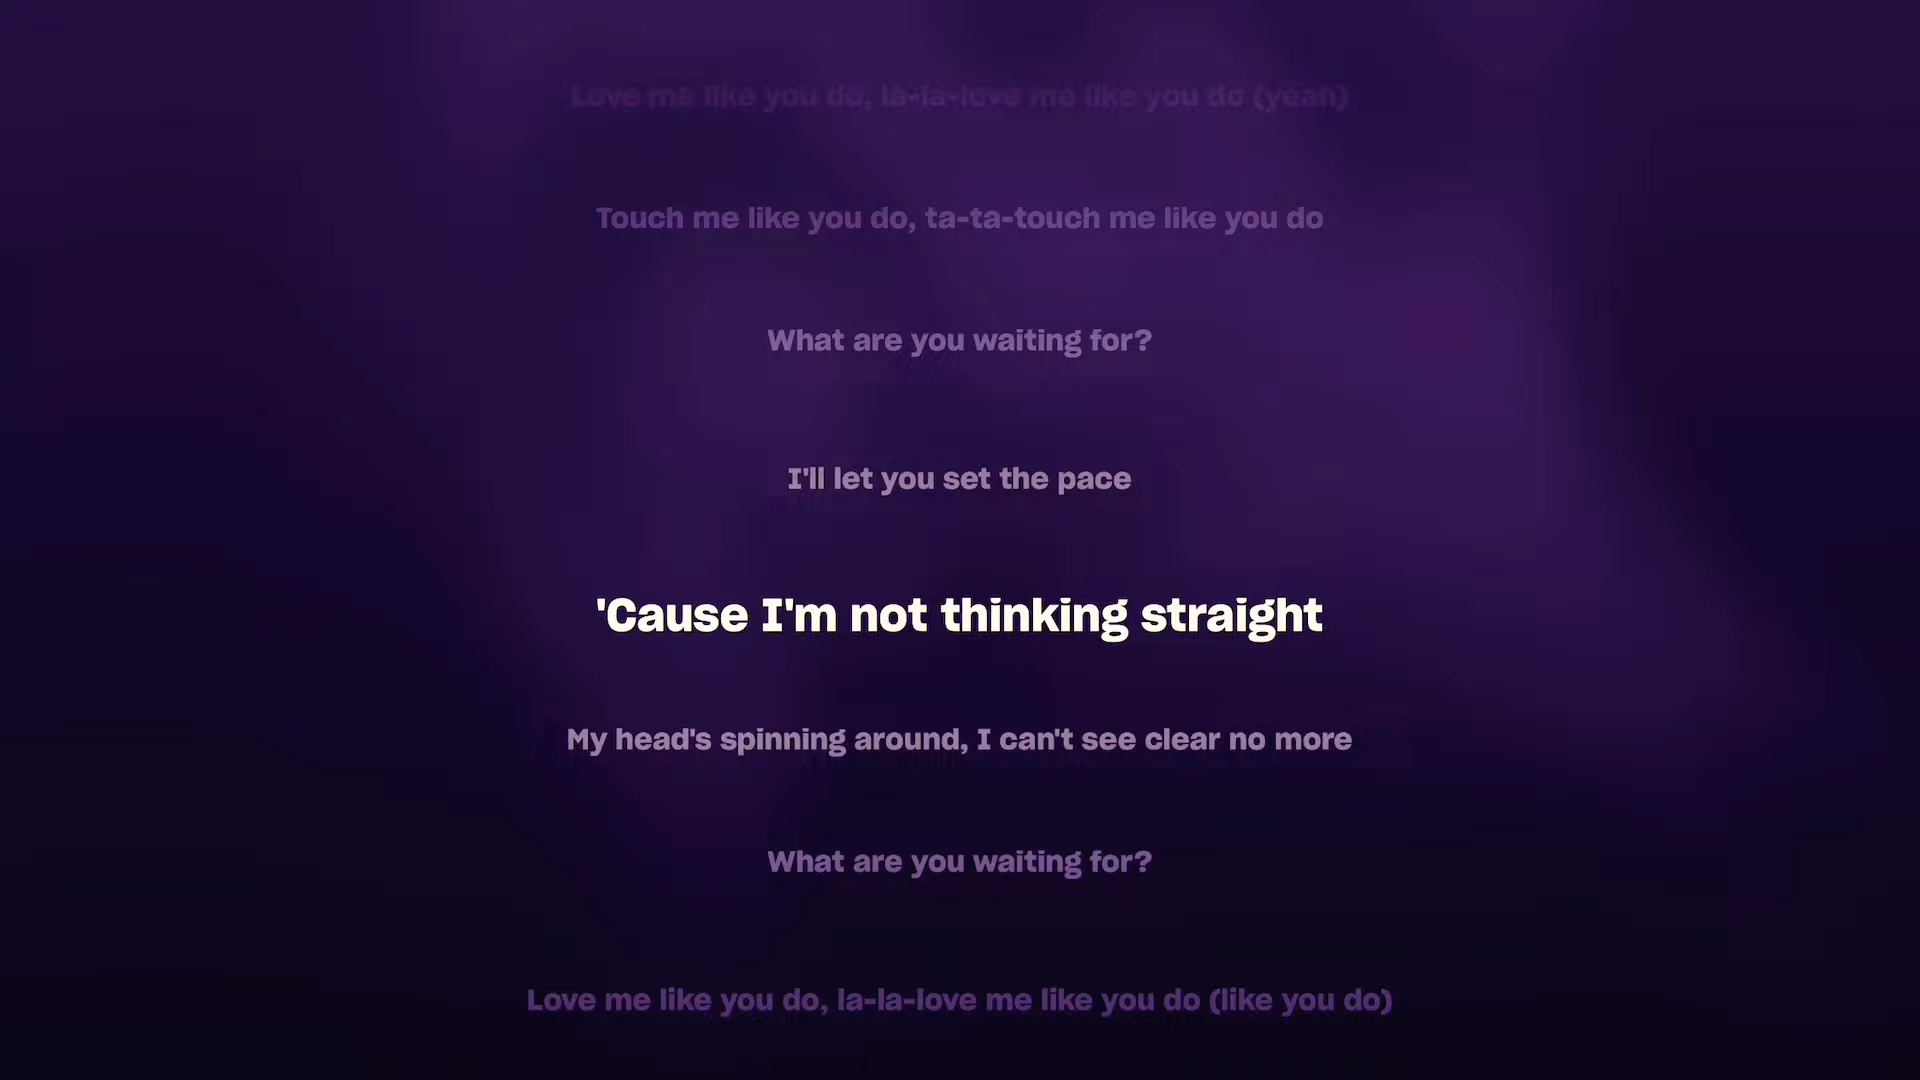 Love me like you do, la-la-love me like you do (yeah)
Touch me like you do, ta-ta-touch me like you do
What are you waiting for?
I'll let you set the pace
'Cause I'm not thinking straight
My head's spinning around, I can't see clear no more
What are you waiting for?
Love me like you do, la-la-love me like you do (like you do)